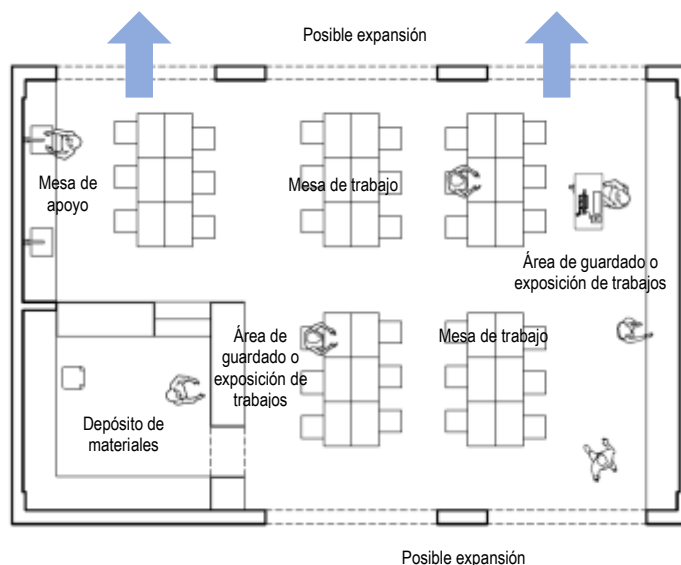 Posible expansión
Mesa de
apoyo
Mesa de trabajo
Área de guardado o
exposición de trabajos
Área de
guardado o
exposición de
trabajos
Mesa de trabajo
Depósito de
materiales
Posible expansión